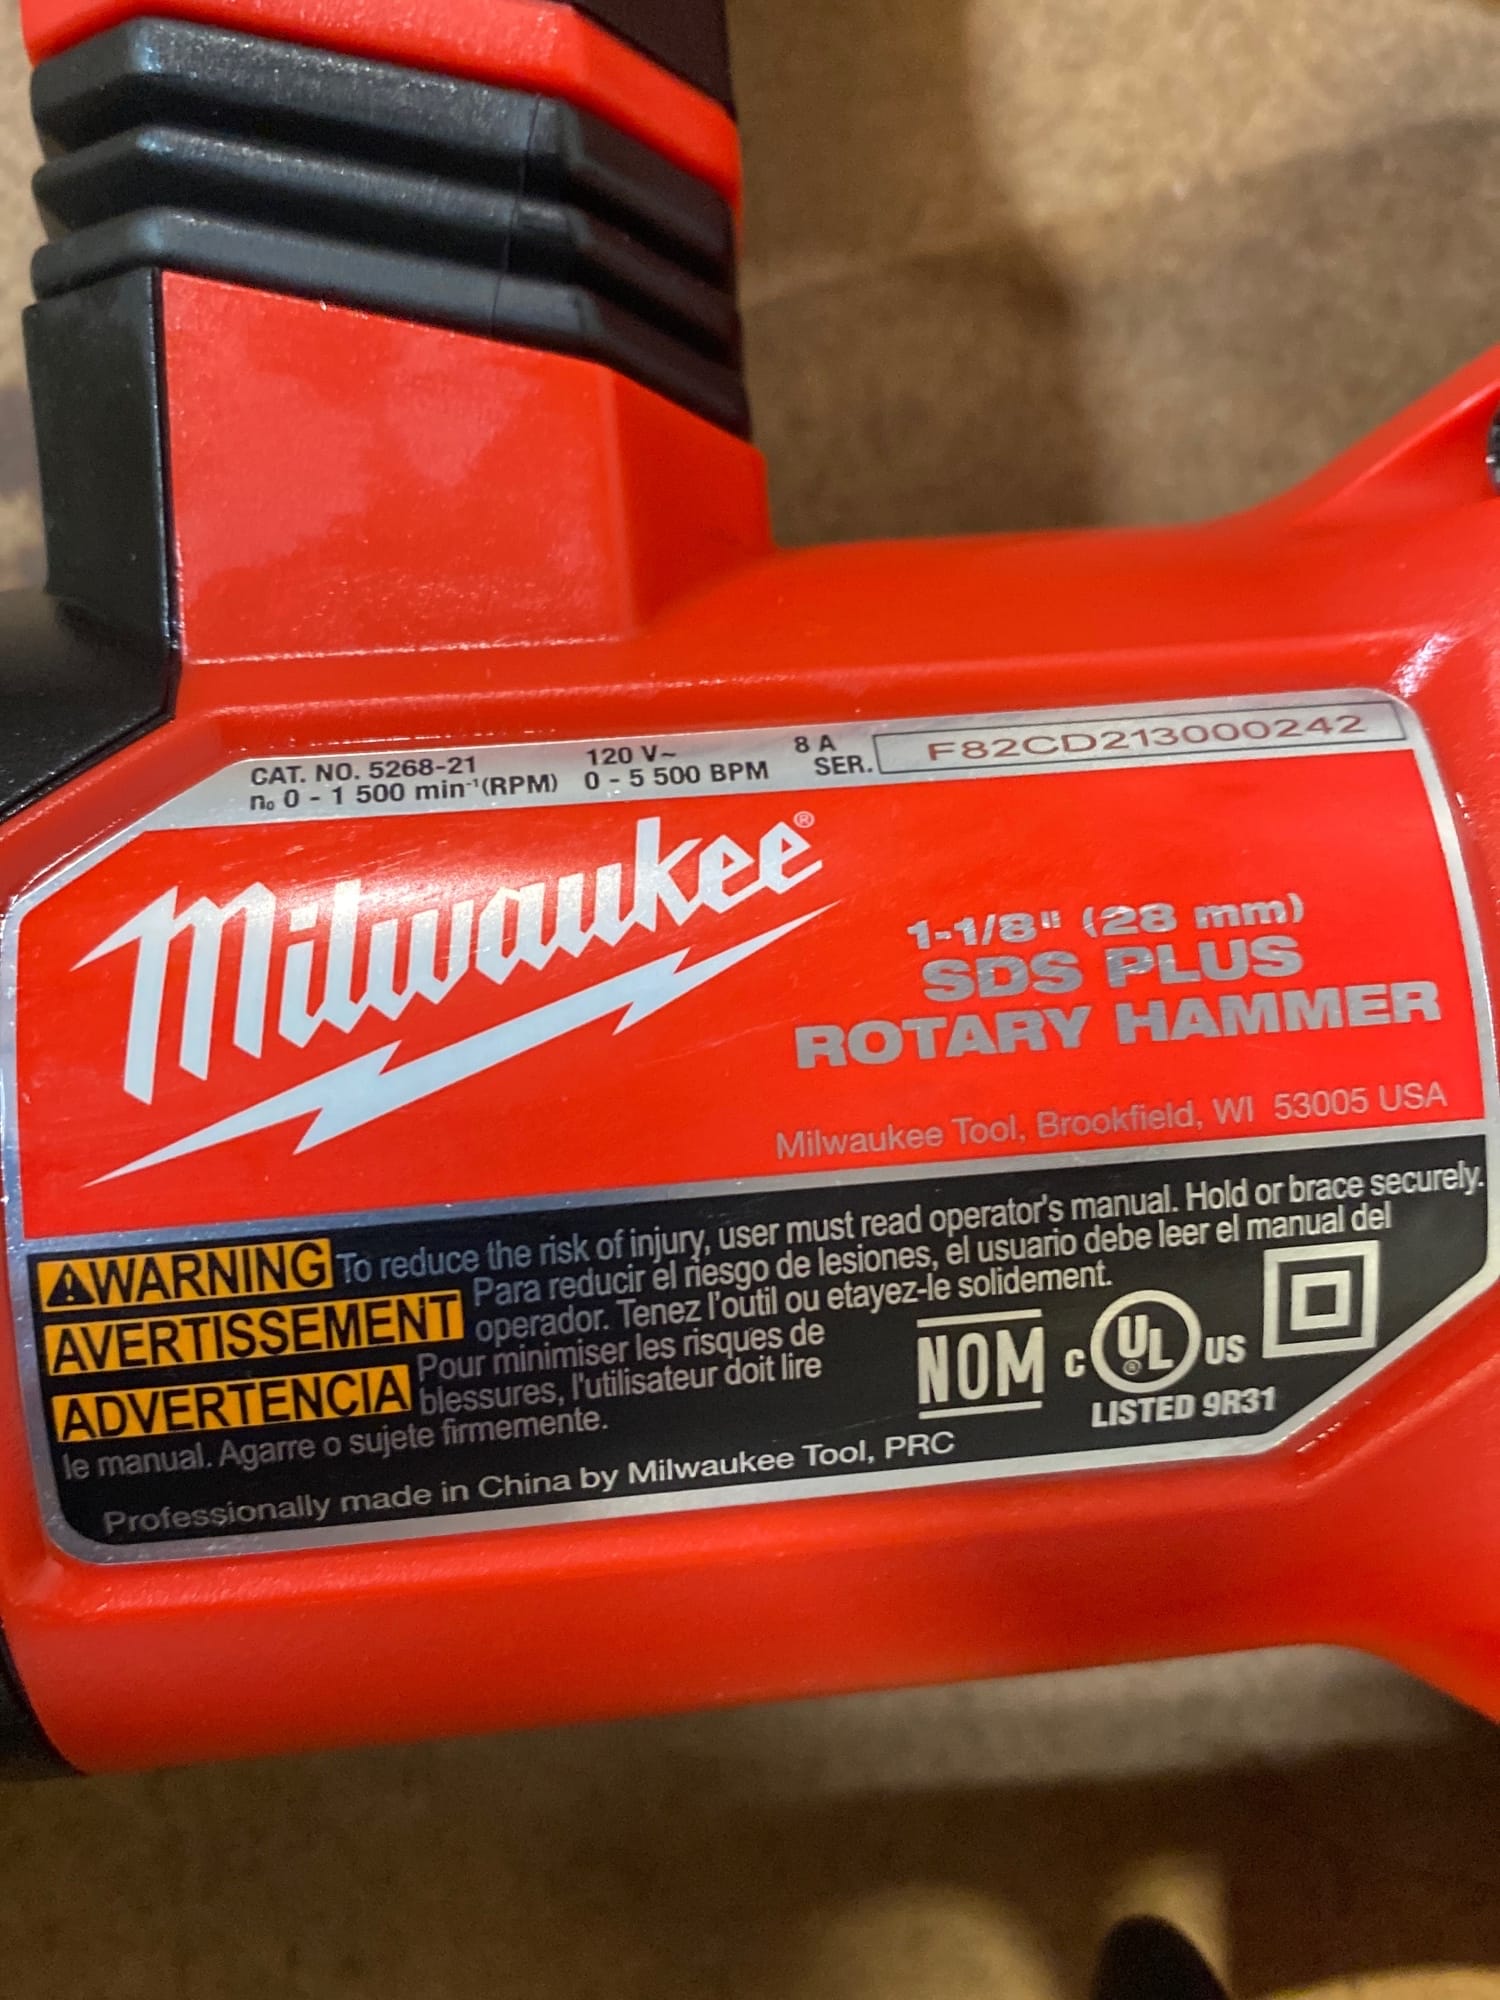 CAT. NO. 5268-21 120 V~ 8 A
n₀ 0 - 1 500 min⁻¹(RPM) 0 - 5 500 BPM SER. F82CD213000242
Milwaukee®
1-1/8" (28 mm)
SDS PLUS
ROTARY HAMMER
Milwaukee Tool, Brookfield, WI 53005 USA
WARNING To reduce the risk of injury, user must read operator's manual. Hold or brace securely.
AVERTISSEMENT Para reducir el riesgo de lesiones, el usuario debe leer el manual del
operador. Tenez l'outil ou etayez-le solidement.
ADVERTENCIA Pour minimiser les risques de
blessures, l'utilisateur doit lire
le manual. Agarre o sujete firmemente.
Professionally made in China by Milwaukee Tool, PRC
NOM C UL® US
LISTED 9R31